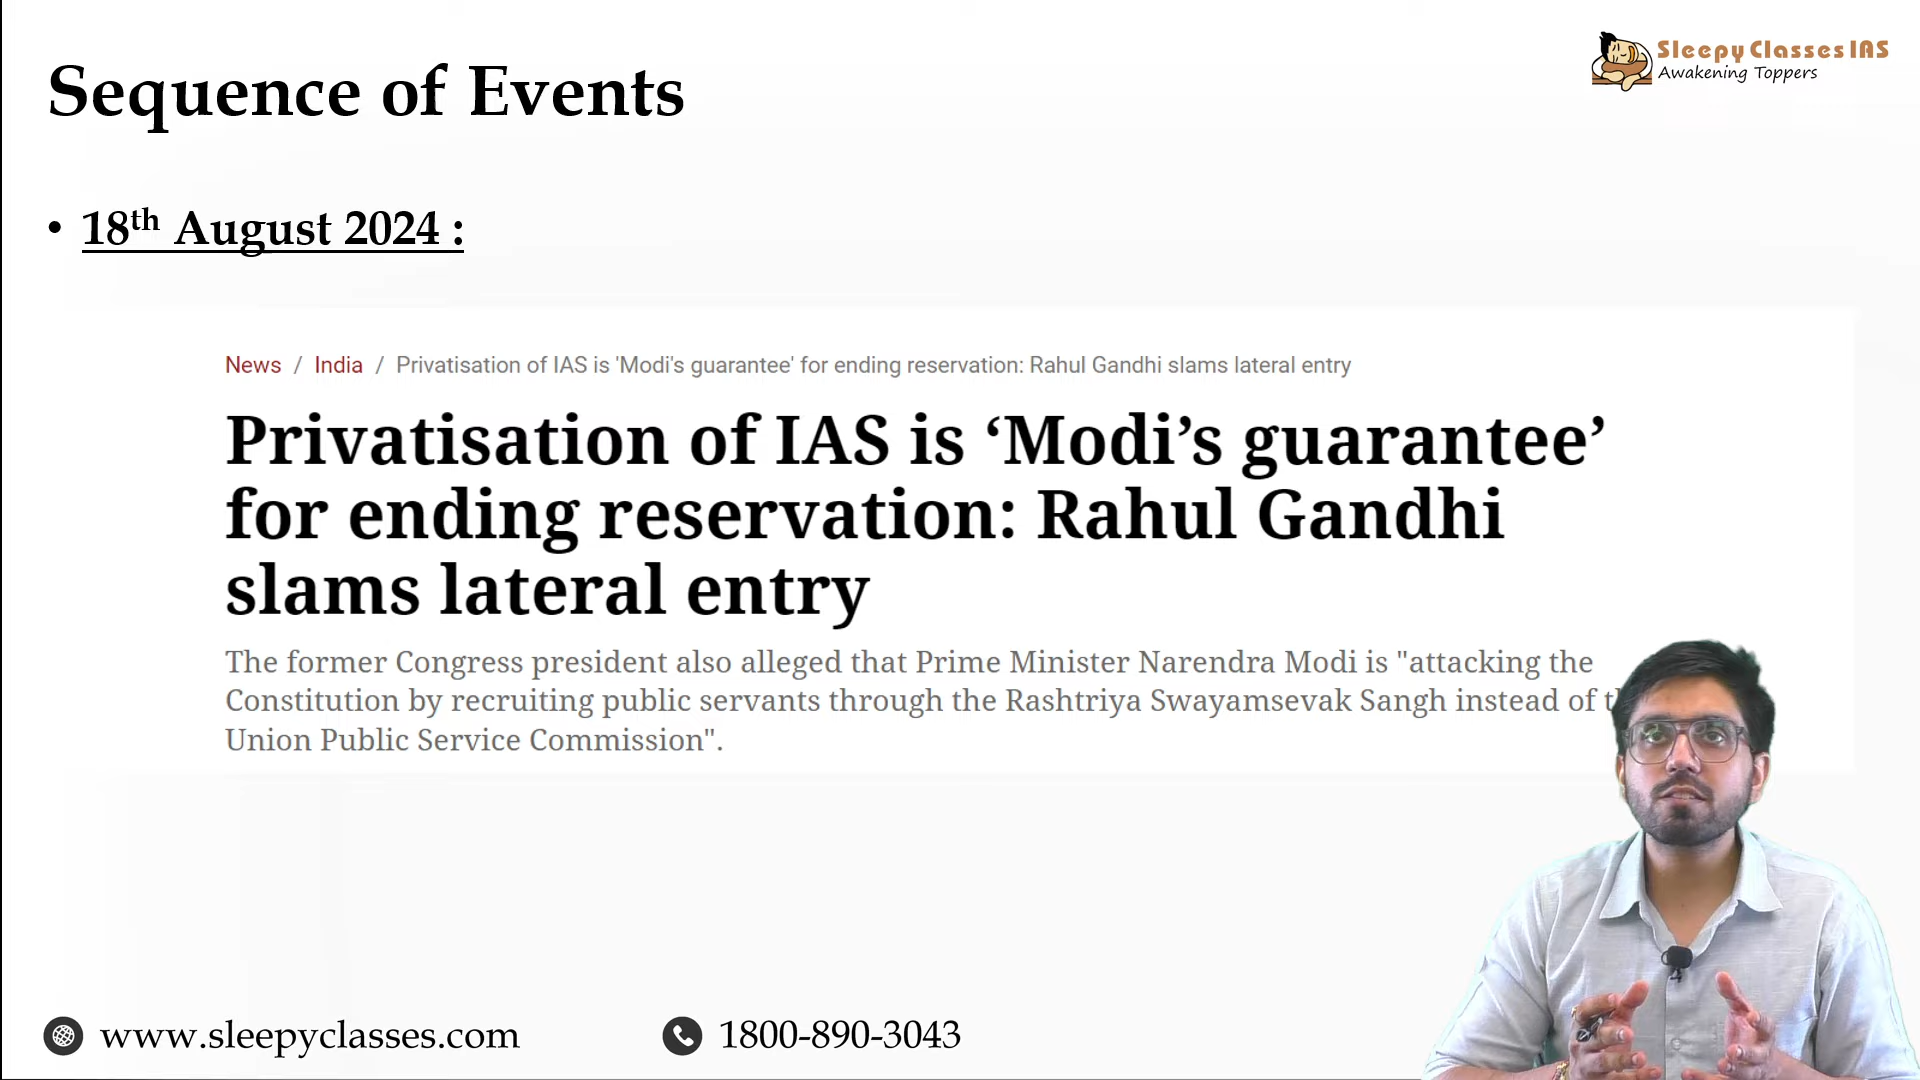 Sleepy Classes IAS
Awakening Toppers
Sequence of Events
• 18th August 2024 :
News / India / Privatisation of IAS is 'Modi's guarantee' for ending reservation: Rahul Gandhi slams lateral entry
Privatisation of IAS is ‘Modi’s guarantee’
for ending reservation: Rahul Gandhi
slams lateral entry
The former Congress president also alleged that Prime Minister Narendra Modi is "attacking the
Constitution by recruiting public servants through the Rashtriya Swayamsevak Sangh instead of
Union Public Service Commission".
www.sleepyclasses.com
1800-890-3043